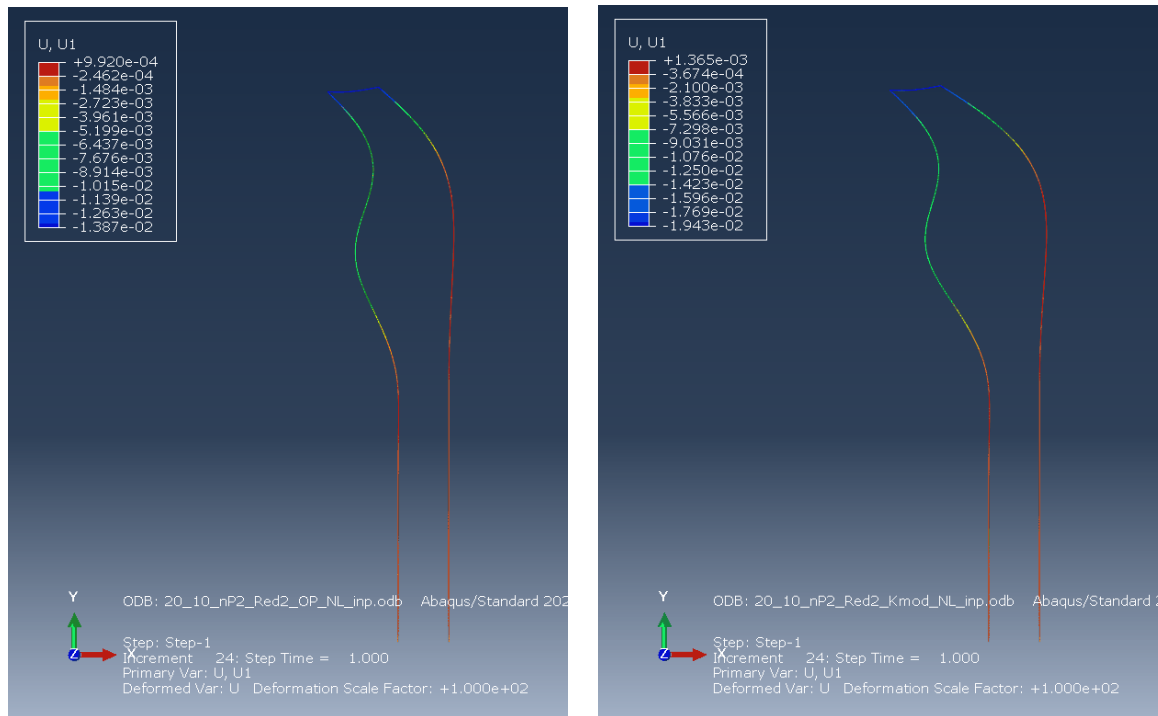 U, U1
+9.920e-04
-2.462e-04
-1.484e-03
-2.723e-03
-3.961e-03
-5.199e-03
-6.437e-03
-7.676e-03
-8.914e-03
-1.015e-02
-1.139e-02
-1.263e-02
-1.387e-02
Y
Z
X
ODB: 20_10_nP2_Red2_OP_NL_inp.odb Abaqus/Standard 202
Step: Step-1
Increment 24: Step Time = 1.000
Primary Var: U, U1
Deformed Var: U Deformation Scale Factor: +1.000e+02
U, U1
+1.365e-03
-3.674e-04
-2.100e-03
-3.833e-03
-5.566e-03
-7.298e-03
-9.031e-03
-1.076e-02
-1.250e-02
-1.423e-02
-1.596e-02
-1.769e-02
-1.943e-02
Y
Z
X
ODB: 20_10_nP2_Red2_Kmod_NL_inp.odb Abaqus/Standard
Step: Step-1
Increment 24: Step Time = 1.000
Primary Var: U, U1
Deformed Var: U Deformation Scale Factor: +1.000e+02